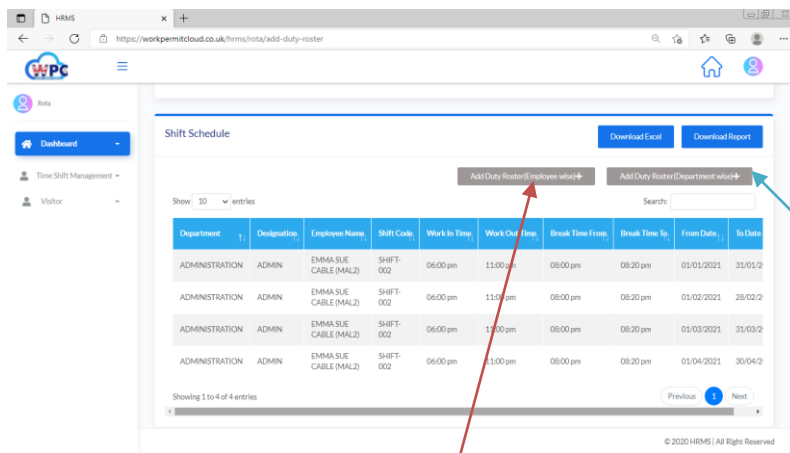 HRMS
https://workpermitcloud.co.uk/hrms/rota/add-duty-roster
WPC
Rota
Dashboard
Time Shift Management
Visitor
Shift Schedule
Download Excel Download Report
Add Duty Roster(Employee wise) Add Duty Roster(Department wise)
Show 10 entries Search:
Department Designation Employee Name Shift Code Work In Time Work Out Time Break Time From Break Time To From Date To Date
ADMINISTRATION ADMIN EMMA SUE CABLE (MAL2) SHIFT-002 06:00 pm 11:00 pm 08:00 pm 08:20 pm 01/01/2021 31/01/2
ADMINISTRATION ADMIN EMMA SUE CABLE (MAL2) SHIFT-002 06:00 pm 11:00 pm 08:00 pm 08:20 pm 01/02/2021 28/02/2
ADMINISTRATION ADMIN EMMA SUE CABLE (MAL2) SHIFT-002 06:00 pm 11:00 pm 08:00 pm 08:20 pm 01/03/2021 31/03/2
ADMINISTRATION ADMIN EMMA SUE CABLE (MAL2) SHIFT-002 06:00 pm 11:00 pm 08:00 pm 08:20 pm 01/04/2021 30/04/2
Showing 1 to 4 of 4 entries Previous 1 Next
© 2020 HRMS | All Right Reserved